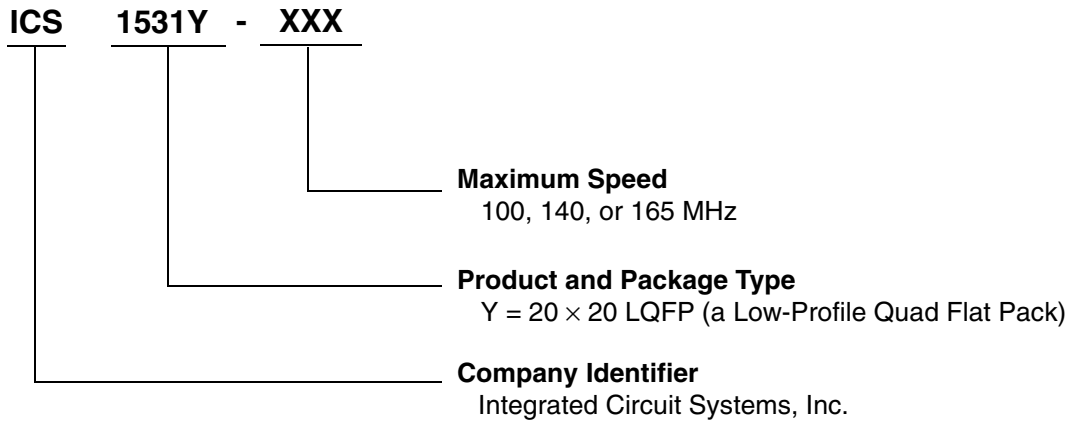 ICS 1531Y - XXX
Maximum Speed
100, 140, or 165 MHz
Product and Package Type
Y = 20 × 20 LQFP (a Low-Profile Quad Flat Pack)
Company Identifier
Integrated Circuit Systems, Inc.